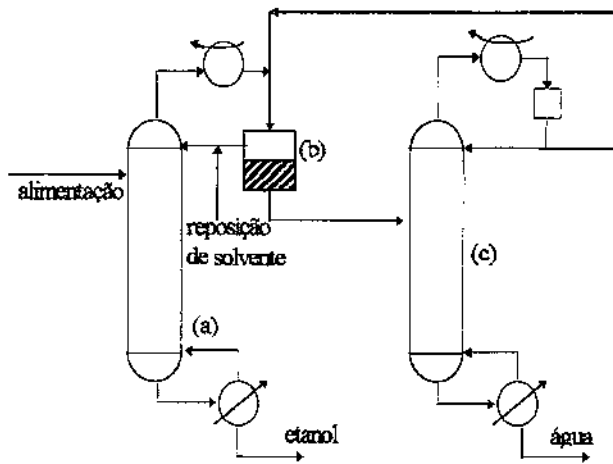 (b)
alimentação
reposição
de solvente
(c)
(a)
etanol
água